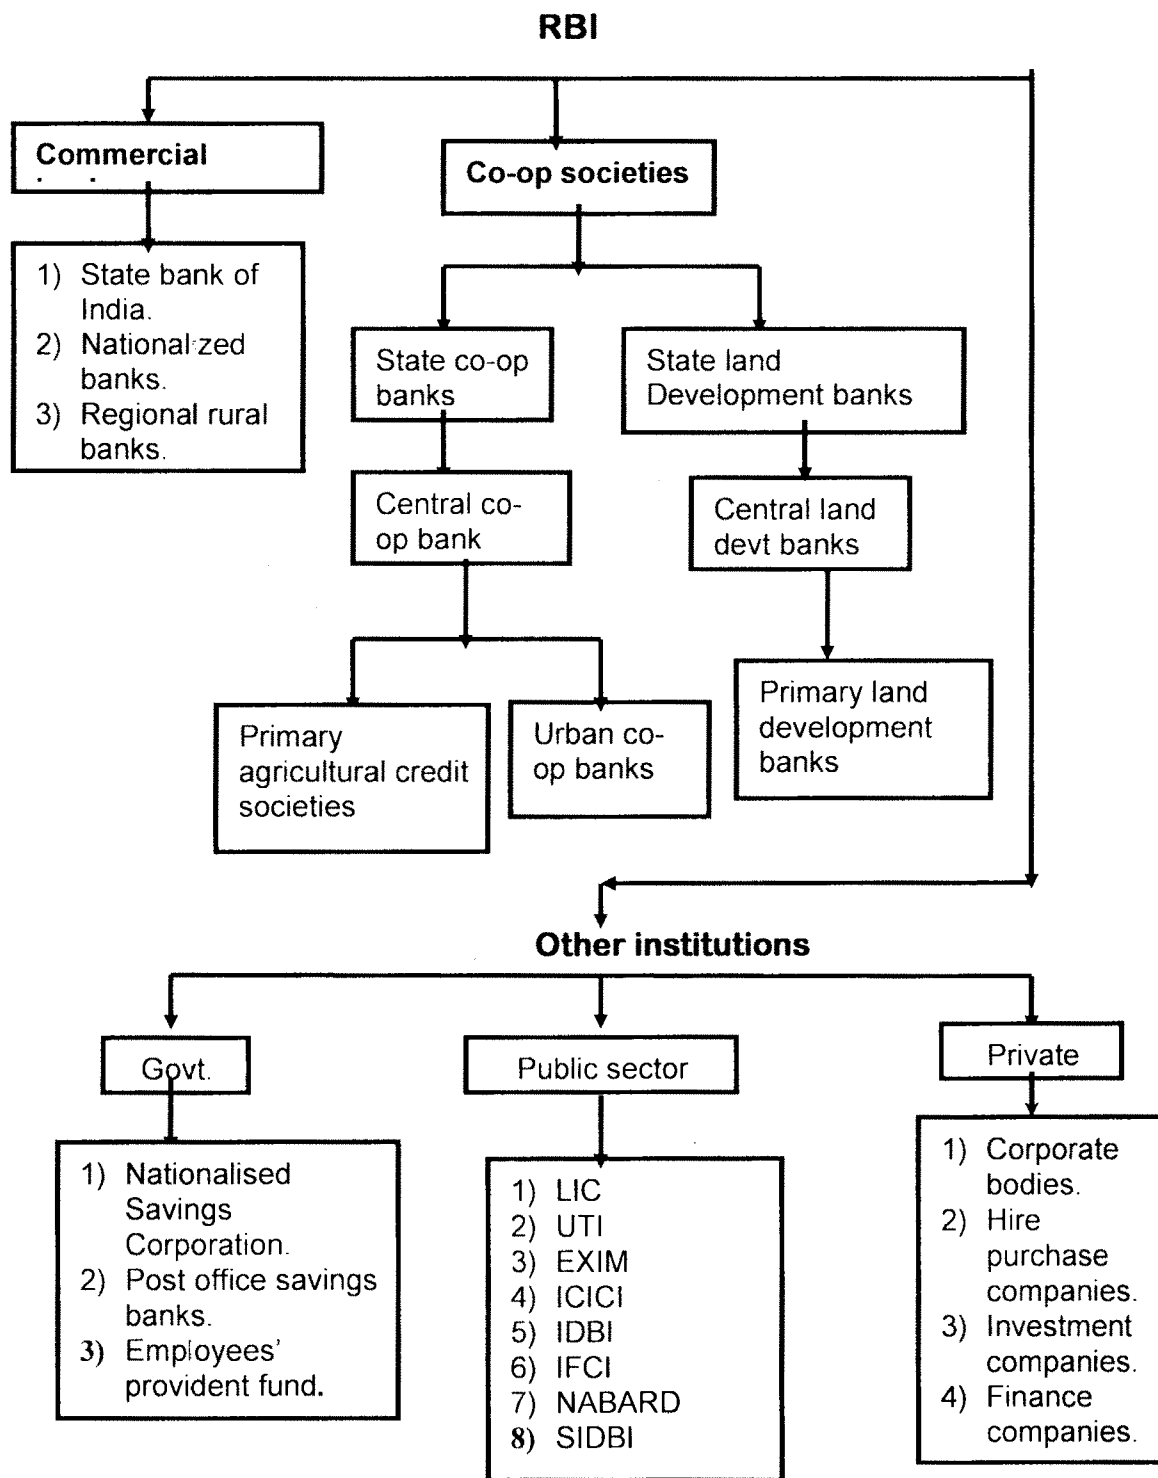 RBI
Commercial
Co-op societies
1) State bank of
India.
2) Nationalized
banks.
3) Regional rural
banks.
State co-op
banks
State land
Development banks
Central co-
op bank
Central land
devt banks
Primary
agricultural credit
societies
Urban co-
op banks
Primary land
development
banks
Other institutions
Govt.
Public sector
Private
1) Nationalised
Savings
Corporation.
2) Post office savings
banks.
3) Employees'
provident fund.
1) LIC
2) UTI
3) EXIM
4) ICICI
5) IDBI
6) IFCI
7) NABARD
8) SIDBI
1) Corporate
bodies.
2) Hire
purchase
companies.
3) Investment
companies.
4) Finance
companies.